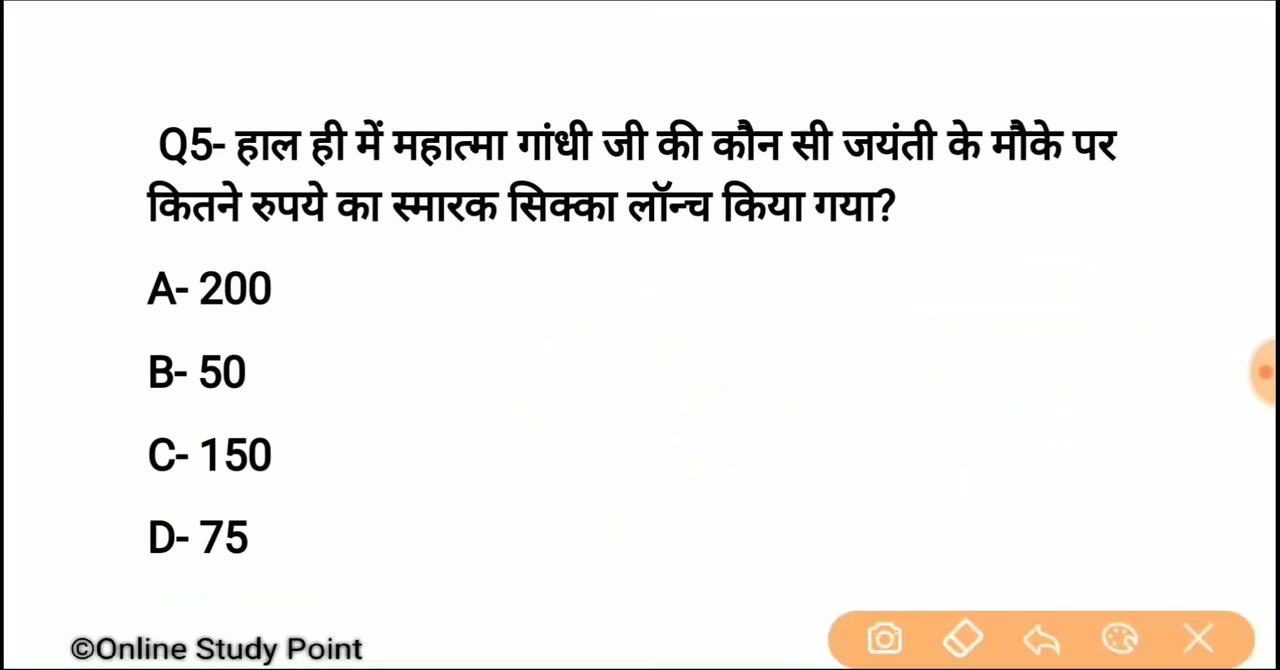 Q5- हाल ही में महात्मा गांधी जी की कौन सी जयंती के मौके पर
कितने रुपये का स्मारक सिक्का लॉन्च किया गया?
A- 200
B- 50
C- 150
D- 75
©Online Study Point